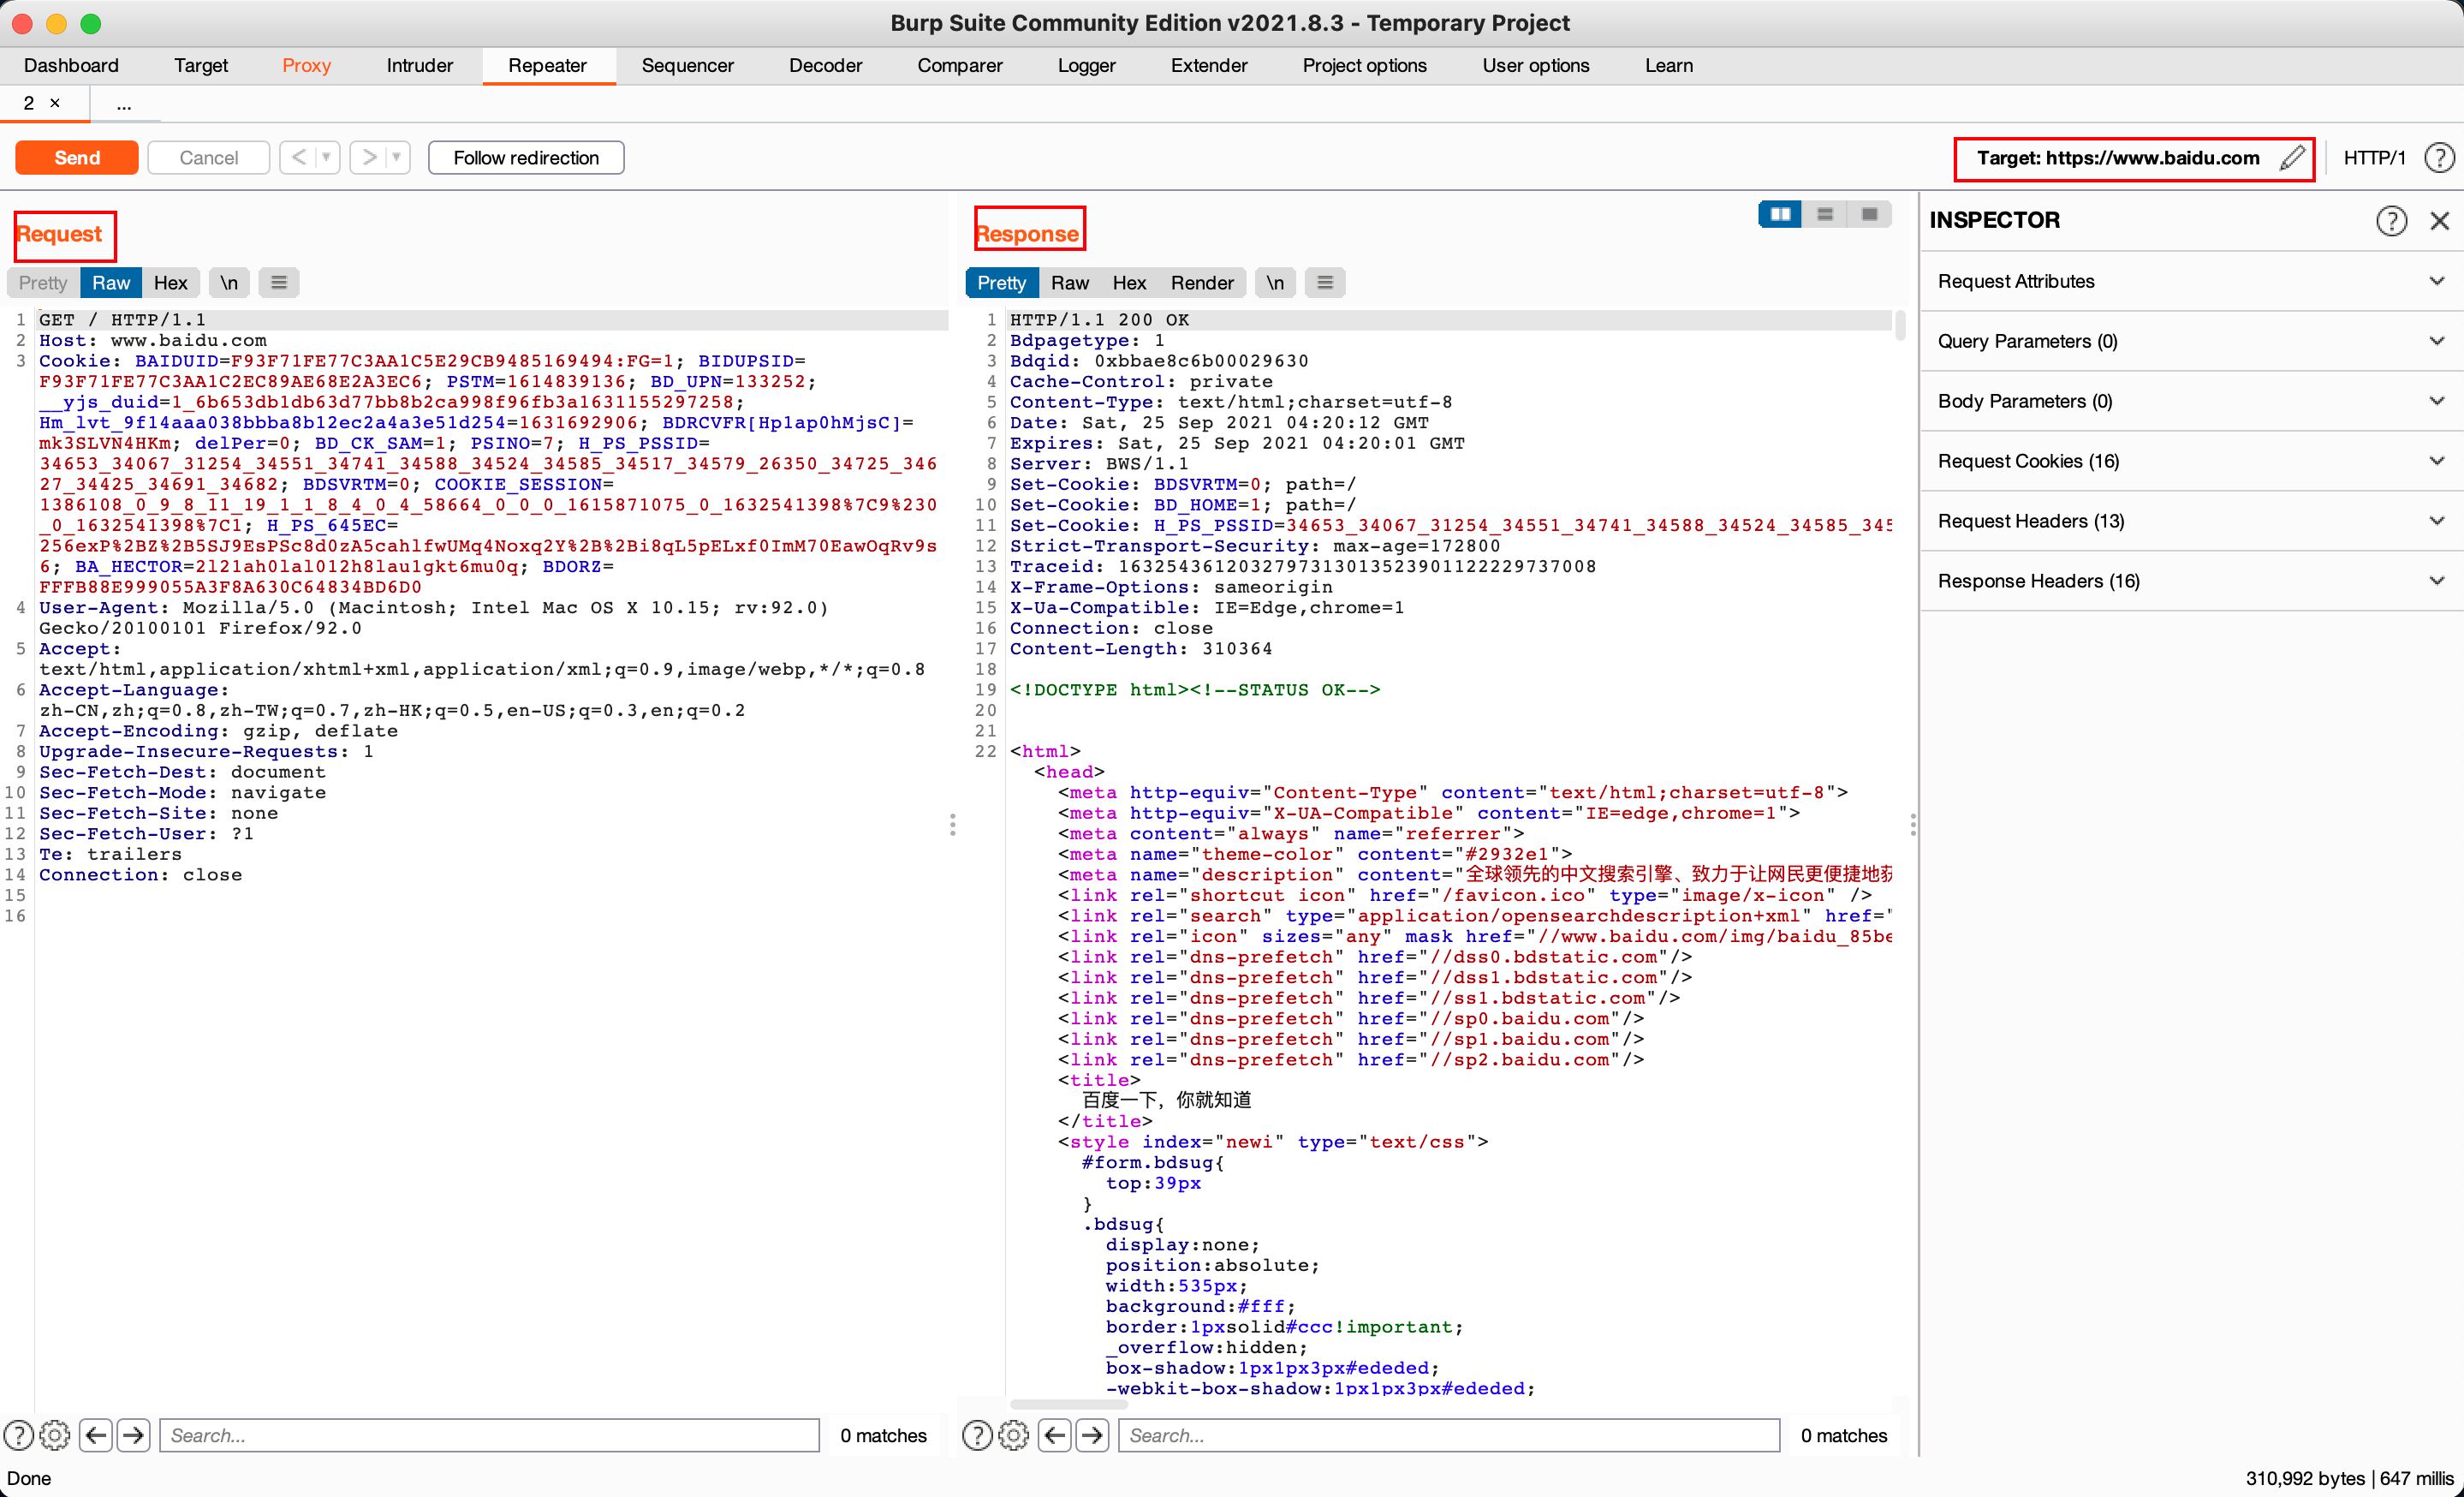 Burp Suite Community Edition v2021.8.3 - Temporary Project
Dashboard Target Proxy Intruder Repeater Sequencer Decoder Comparer Logger Extender Project options User options Learn
2 × ...
Send Cancel < > Follow redirection Target: https://www.baidu.com HTTP/1 ?
Request
Pretty Raw Hex \n
1 GET / HTTP/1.1
2 Host: www.baidu.com
3 Cookie: BAIDUID=F93F71FE77C3AA1C5E29CB9485169494:FG=1; BIDUPSID=
F93F71FE77C3AA1C2EC89AE68E2A3EC6; PSTM=1614839136; BD_UPN=133252;
__yjs_duid=1_6b653db1db63d77bb8b2ca998f96fb3a1631155297258;
Hm_lvt_9f14aaa038bbba8b12ec2a4a3e51d254=1631692906; BDRCVFR[Hp1ap0hMjsC]=
mk3SLVN4HKm; delPer=0; BD_CK_SAM=1; PSINO=7; H_PS_PSSID=
34653_34067_31254_34551_34741_34588_34524_34585_34517_34579_26350_34725_346
27_34425_34691_34682; BDSVRTM=0; COOKIE_SESSION=
1386108_0_9_8_11_19_1_1_8_4_0_4_58664_0_0_0_1615871075_0_1632541398%7C9%230
_0_1632541398%7C1; H_PS_645EC=
256exP%2BZ%2B5SJ9EsPSc8d0zA5cahlfwUMq4Noxq2Y%2B%2Bi8qL5pELxf0ImM70EawOqRv9s
6; BA_HECTOR=2l21ah0lal012h8lau1gkt6mu0q; BDORZ=
FFFB88E999055A3F8A630C64834BD6D0
4 User-Agent: Mozilla/5.0 (Macintosh; Intel Mac OS X 10.15; rv:92.0)
Gecko/20100101 Firefox/92.0
5 Accept:
text/html,application/xhtml+xml,application/xml;q=0.9,image/webp,*/*;q=0.8
6 Accept-Language:
zh-CN,zh;q=0.8,zh-TW;q=0.7,zh-HK;q=0.5,en-US;q=0.3,en;q=0.2
7 Accept-Encoding: gzip, deflate
8 Upgrade-Insecure-Requests: 1
9 Sec-Fetch-Dest: document
10 Sec-Fetch-Mode: navigate
11 Sec-Fetch-Site: none
12 Sec-Fetch-User: ?1
13 Te: trailers
14 Connection: close
15
16
? Search... 0 matches
Response
Pretty Raw Hex Render \n
1 HTTP/1.1 200 OK
2 Bdpagetype: 1
3 Bdqid: 0xbbae8c6b00029630
4 Cache-Control: private
5 Content-Type: text/html;charset=utf-8
6 Date: Sat, 25 Sep 2021 04:20:12 GMT
7 Expires: Sat, 25 Sep 2021 04:20:01 GMT
8 Server: BWS/1.1
9 Set-Cookie: BDSVRTM=0; path=/
10 Set-Cookie: BD_HOME=1; path=/
11 Set-Cookie: H_PS_PSSID=34653_34067_31254_34551_34741_34588_34524_34585_345
12 Strict-Transport-Security: max-age=172800
13 Traceid: 1632543612032797313013523901122229737008
14 X-Frame-Options: sameorigin
15 X-Ua-Compatible: IE=Edge,chrome=1
16 Connection: close
17 Content-Length: 310364
18
19 <!DOCTYPE html><!--STATUS OK-->
20
21
22 <html>
<head>
<meta http-equiv="Content-Type" content="text/html;charset=utf-8">
<meta http-equiv="X-UA-Compatible" content="IE=edge,chrome=1">
<meta content="always" name="referrer">
<meta name="theme-color" content="#2932e1">
<meta name="description" content="全球领先的中文搜索引擎、致力于让网民更便捷地获
<link rel="shortcut icon" href="/favicon.ico" type="image/x-icon" />
<link rel="search" type="application/opensearchdescription+xml" href="
<link rel="icon" sizes="any" mask href="//www.baidu.com/img/baidu_85be
<link rel="dns-prefetch" href="//dss0.bdstatic.com"/>
<link rel="dns-prefetch" href="//dss1.bdstatic.com"/>
<link rel="dns-prefetch" href="//ss1.bdstatic.com"/>
<link rel="dns-prefetch" href="//sp0.baidu.com"/>
<link rel="dns-prefetch" href="//sp1.baidu.com"/>
<link rel="dns-prefetch" href="//sp2.baidu.com"/>
<title>
百度一下，你就知道
</title>
<style index="newi" type="text/css">
#form.bdsug{
top:39px
}
.bdsug{
display:none;
position:absolute;
width:535px;
background:#fff;
border:1pxsolid#ccc!important;
_overflow:hidden;
box-shadow:1px1px3px#ededed;
-webkit-box-shadow:1px1px3px#ededed;
? Search... 0 matches
INSPECTOR ?
Request Attributes
Query Parameters (0)
Body Parameters (0)
Request Cookies (16)
Request Headers (13)
Response Headers (16)
Done
310,992 bytes | 647 millis